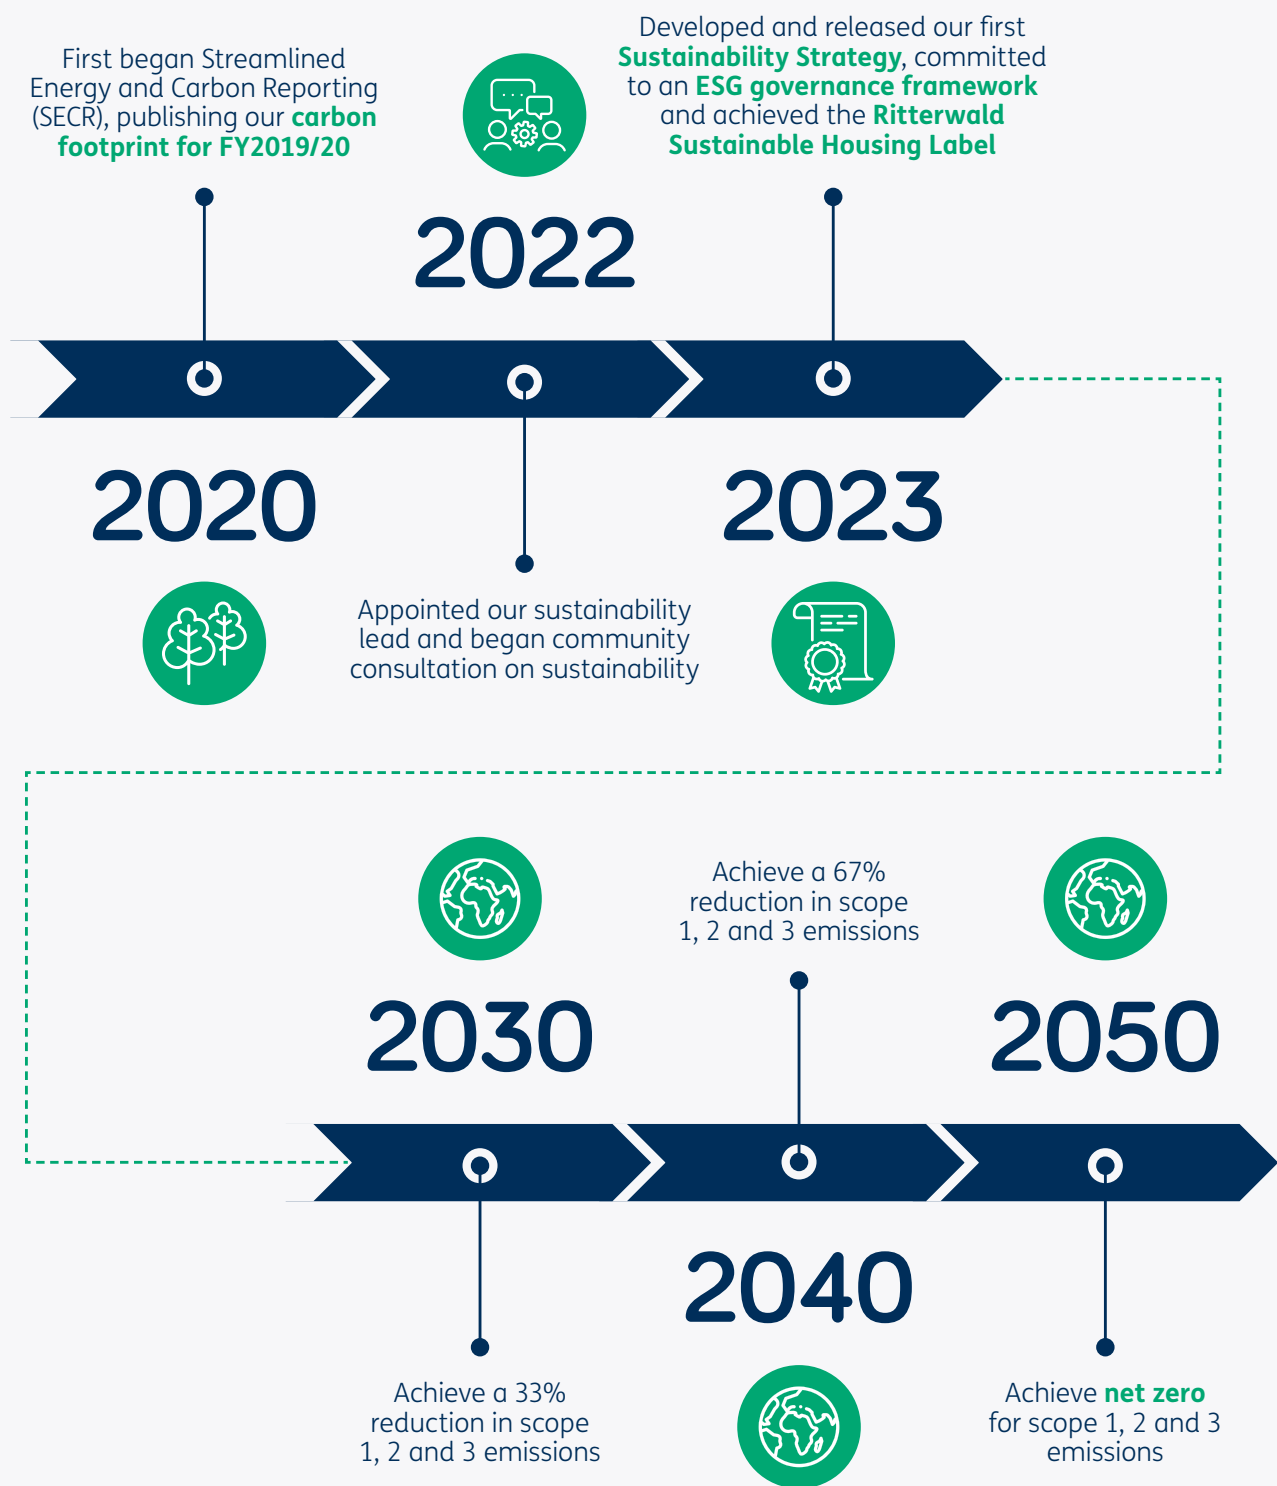 First began Streamlined
Energy and Carbon Reporting
(SECR), publishing our carbon
footprint for FY2019/20
2020
2022
Appointed our sustainability
lead and began community
consultation on sustainability
Developed and released our first
Sustainability Strategy, committed
to an ESG governance framework
and achieved the Ritterwald
Sustainable Housing Label
2023
2030
Achieve a 33%
reduction in scope
1, 2 and 3 emissions
Achieve a 67%
reduction in scope
1, 2 and 3 emissions
2040
2050
Achieve net zero
for scope 1, 2 and 3
emissions